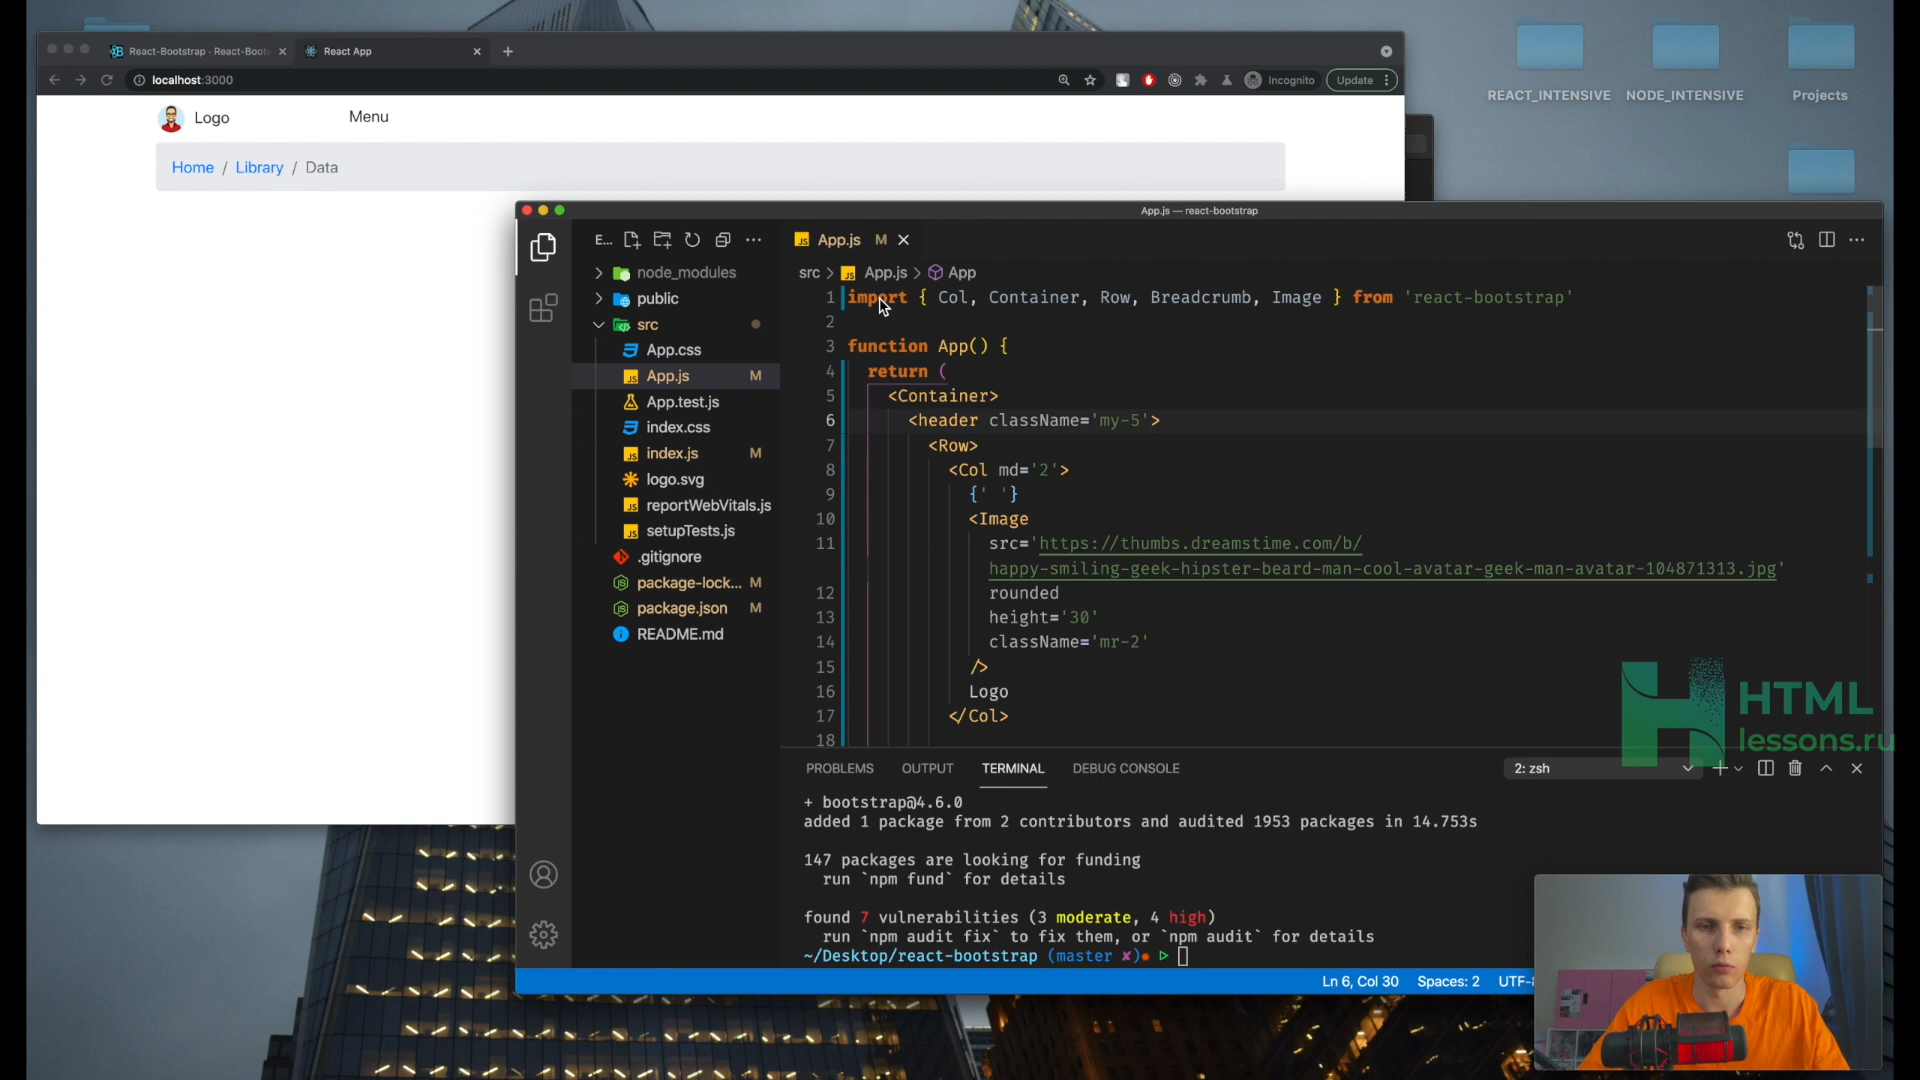 React-Bootstrap · React-Boots
React App
localhost:3000
Incognito
Update
Logo
Menu
Home / Library / Data
REACT_INTENSIVE
NODE_INTENSIVE
Projects
App.js — react-bootstrap
E...
node_modules
public
src
App.css
App.js M
App.test.js
index.css
index.js M
logo.svg
reportWebVitals.js
setupTests.js
.gitignore
package-lock... M
package.json M
README.md
App.js M
src > App.js > App
1 import { Col, Container, Row, Breadcrumb, Image } from 'react-bootstrap'
2
3 function App() {
4 return (
5 <Container>
6 <header className='my-5'>
7 <Row>
8 <Col md='2'>
9 {' '}
10 <Image
11 src='https://thumbs.dreamstime.com/b/
happy-smiling-geek-hipster-beard-man-cool-avatar-geek-man-avatar-104871313.jpg'
12 rounded
13 height='30'
14 className='mr-2'
15 />
16 Logo
17 </Col>
18
PROBLEMS OUTPUT TERMINAL DEBUG CONSOLE
2: zsh
+ bootstrap@4.6.0
added 1 package from 2 contributors and audited 1953 packages in 14.753s
147 packages are looking for funding
run `npm fund` for details
found 7 vulnerabilities (3 moderate, 4 high)
run `npm audit fix` to fix them, or `npm audit` for details
~/Desktop/react-bootstrap (master ✘)● ▷
Ln 6, Col 30 Spaces: 2 UTF-8
HTML
lessons.ru